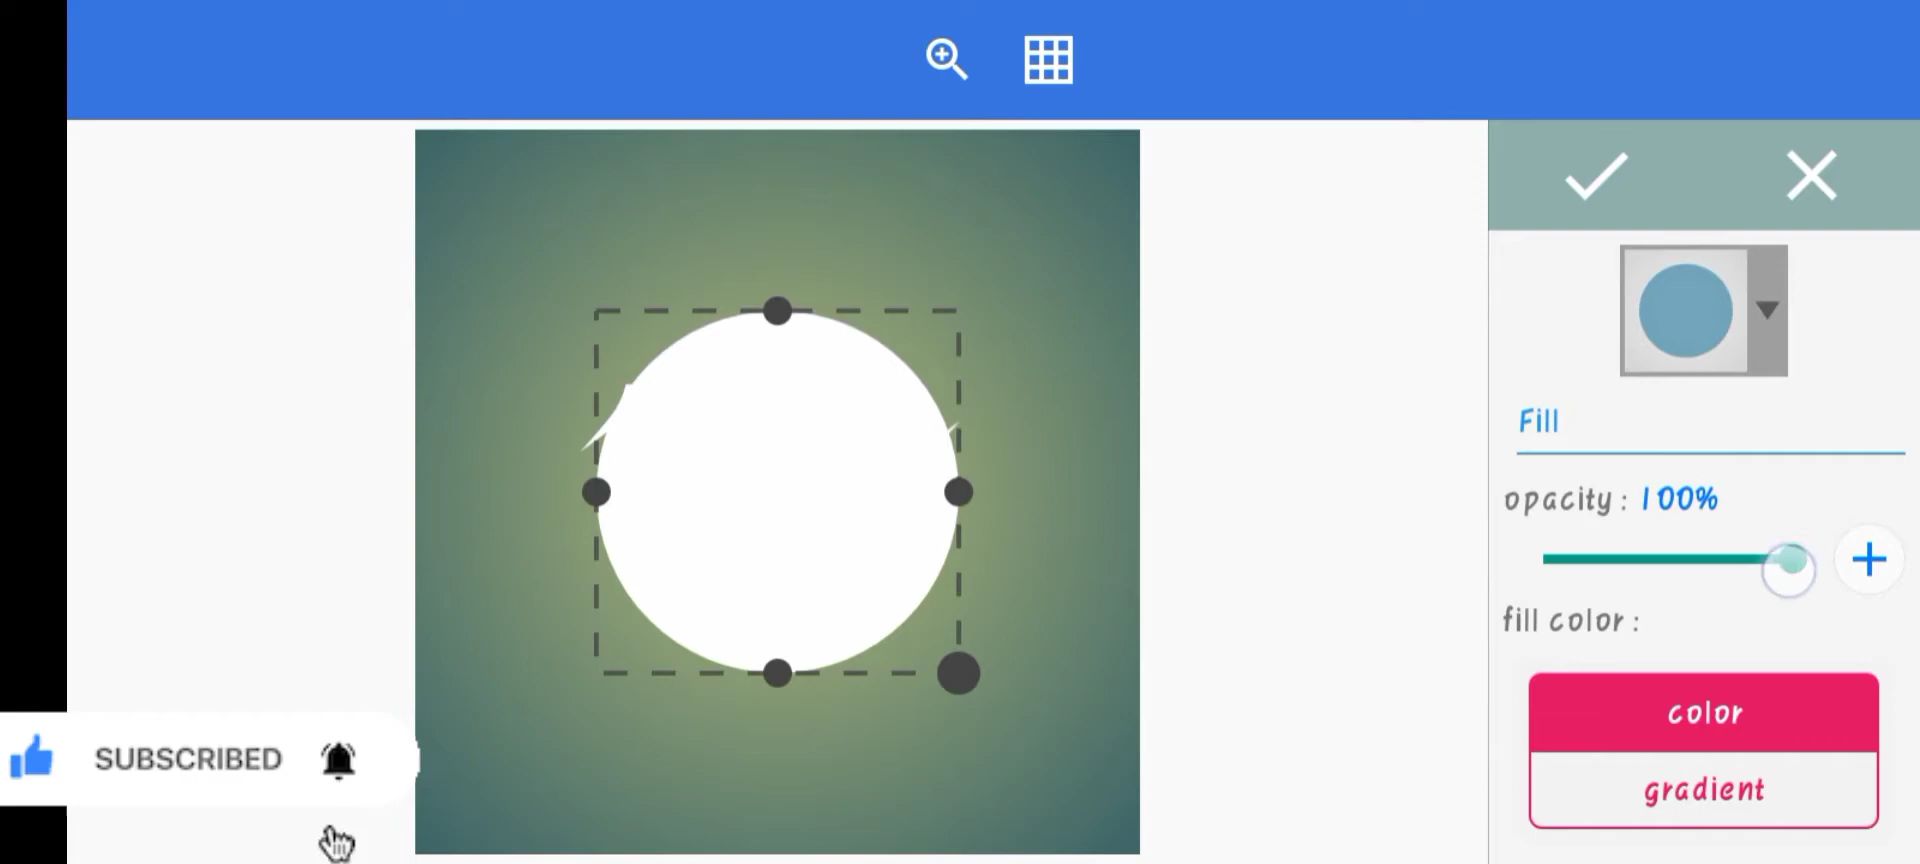 Fill
opacity : 100%
fill color :
color
gradient
SUBSCRIBED